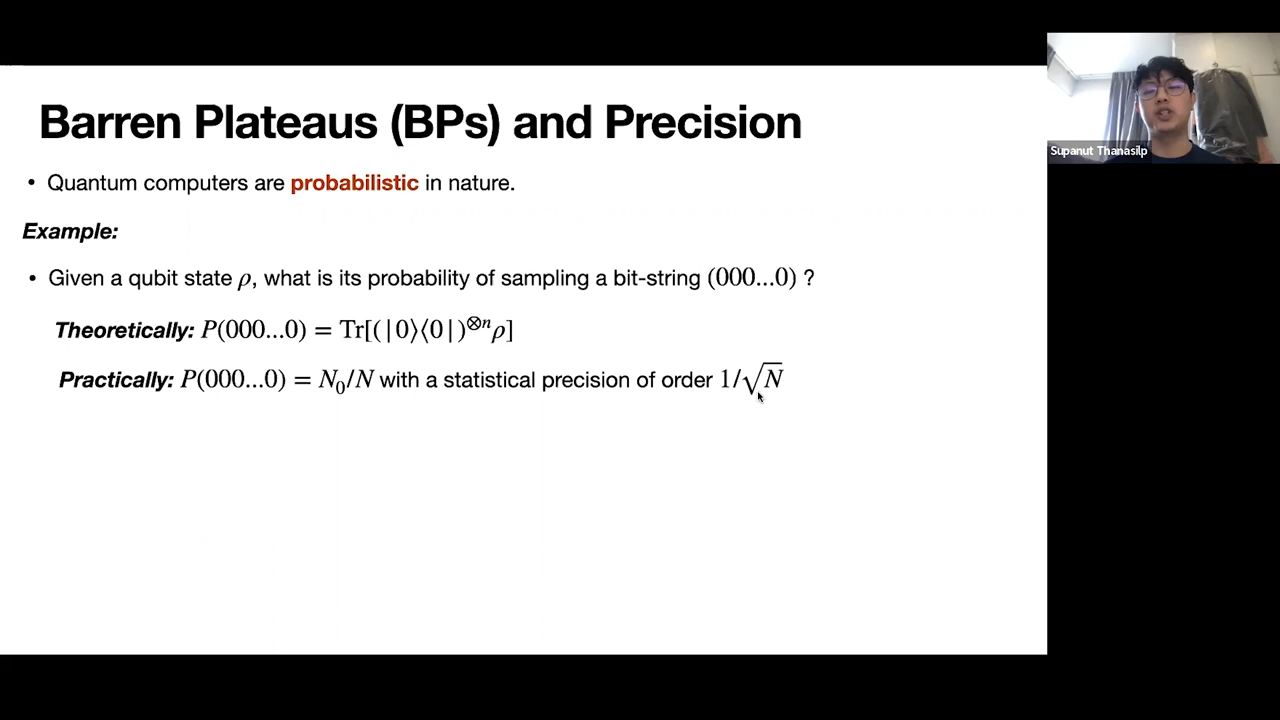 Barren Plateaus (BPs) and Precision
• Quantum computers are probabilistic in nature.
Example:
• Given a qubit state ρ, what is its probability of sampling a bit-string (000...0) ?
Theoretically: P(000...0) = Tr[(|0⟩⟨0|)^{⊗n}ρ]
Practically: P(000...0) = N₀/N with a statistical precision of order 1/√N
Supanut Thanasilp